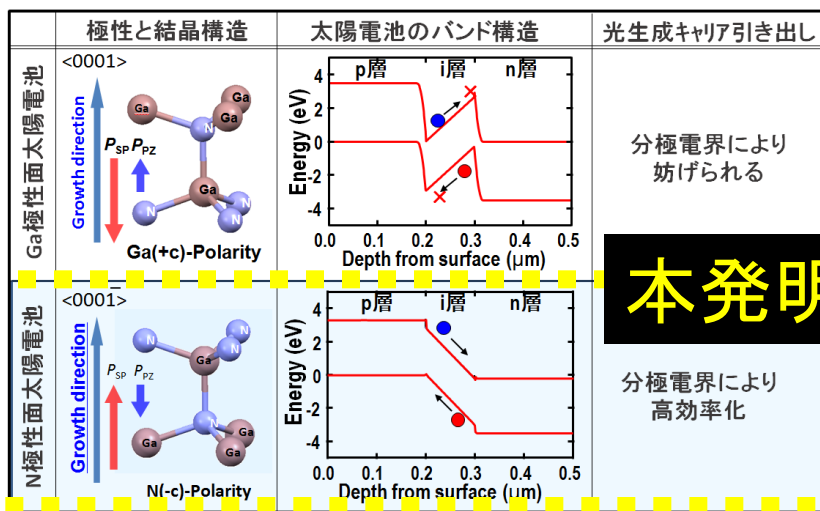 極性と結晶構造
太陽電池のバンド構造
光生成キャリア引き出し
Ga極性面太陽電池
<0001>
Growth direction
P_SP P_PZ
Ga
Ga
Ga
N
Ga
N
N
N
Ga(+c)-Polarity
Energy (eV)
4
2
0
-2
-4
p層
i層
n層
×
×
0.0 0.1 0.2 0.3 0.4 0.5
Depth from surface (μm)
分極電界により
妨げられる
本発明
N極性面太陽電池
<0001>
Growth direction
P_SP P_PZ
N
N
N
Ga
N
Ga
Ga
Ga
N(-c)-Polarity
Energy (eV)
4
2
0
-2
-4
p層
i層
n層
0.0 0.1 0.2 0.3 0.4 0.5
Depth from surface (μm)
分極電界により
高効率化